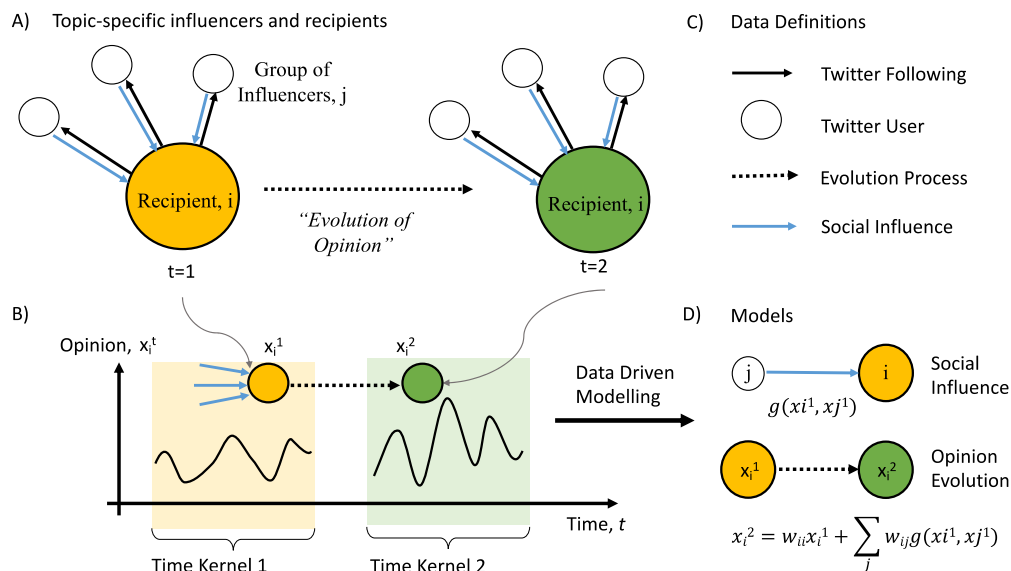 A) Topic-specific influencers and recipients
Group of
Influencers, j
Recipient, i
Recipient, i
“Evolution of
Opinion”
t=1
t=2
C) Data Definitions
Twitter Following
Twitter User
Evolution Process
Social Influence
B)
Opinion, xᵢᵗ
xᵢ¹
xᵢ²
Data Driven
Modelling
Time, t
Time Kernel 1
Time Kernel 2
D) Models
j
i
Social
Influence
g(xi¹, xj¹)
xᵢ¹
xᵢ²
Opinion
Evolution
xᵢ² = wᵢᵢxᵢ¹ + ∑ⱼ wᵢⱼg(xi¹, xj¹)